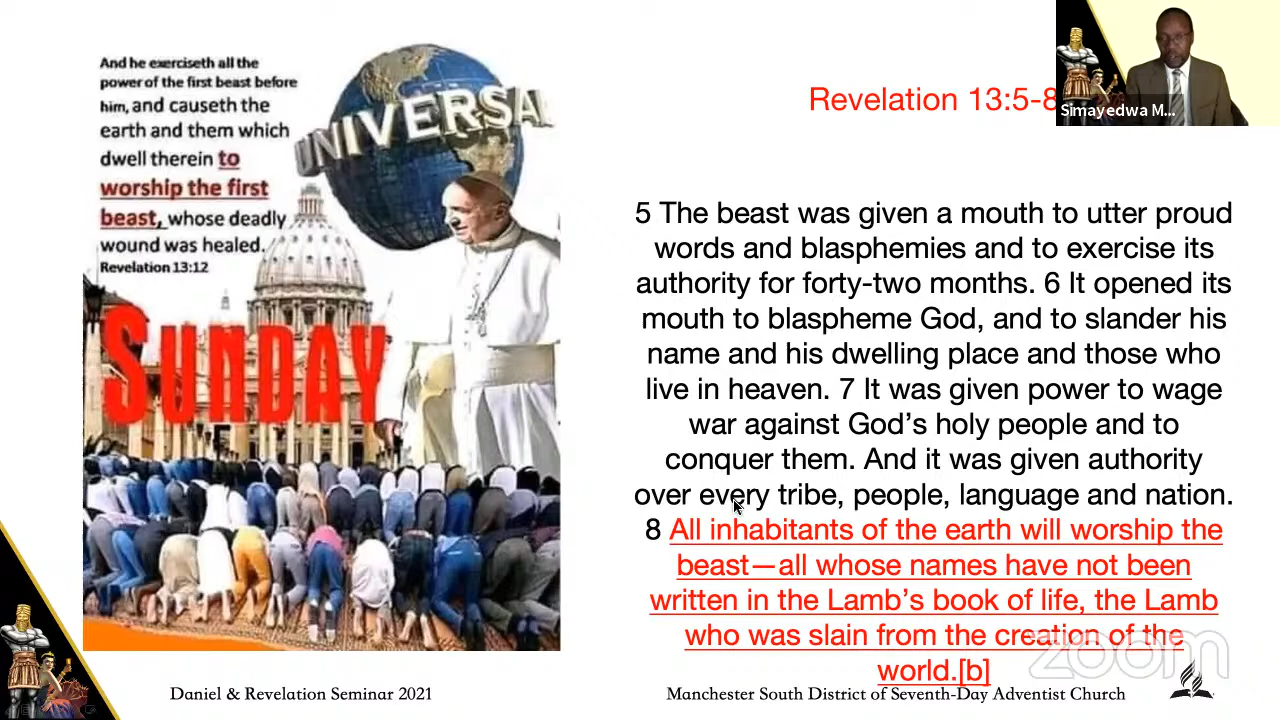 And he exerciseth all the
power of the first beast before
him, and causeth the
earth and them which
dwell therein to
worship the first
beast, whose deadly
wound was healed.
Revelation 13:12
UNIVERSA
SUNDAY
Revelation 13:5-8
Simayedwa M...
5 The beast was given a mouth to utter proud
words and blasphemies and to exercise its
authority for forty-two months. 6 It opened its
mouth to blaspheme God, and to slander his
name and his dwelling place and those who
live in heaven. 7 It was given power to wage
war against God’s holy people and to
conquer them. And it was given authority
over every tribe, people, language and nation.
8 All inhabitants of the earth will worship the
beast—all whose names have not been
written in the Lamb’s book of life, the Lamb
who was slain from the creation of the
world.[b]
zoom
Daniel & Revelation Seminar 2021
Manchester South District of Seventh-Day Adventist Church